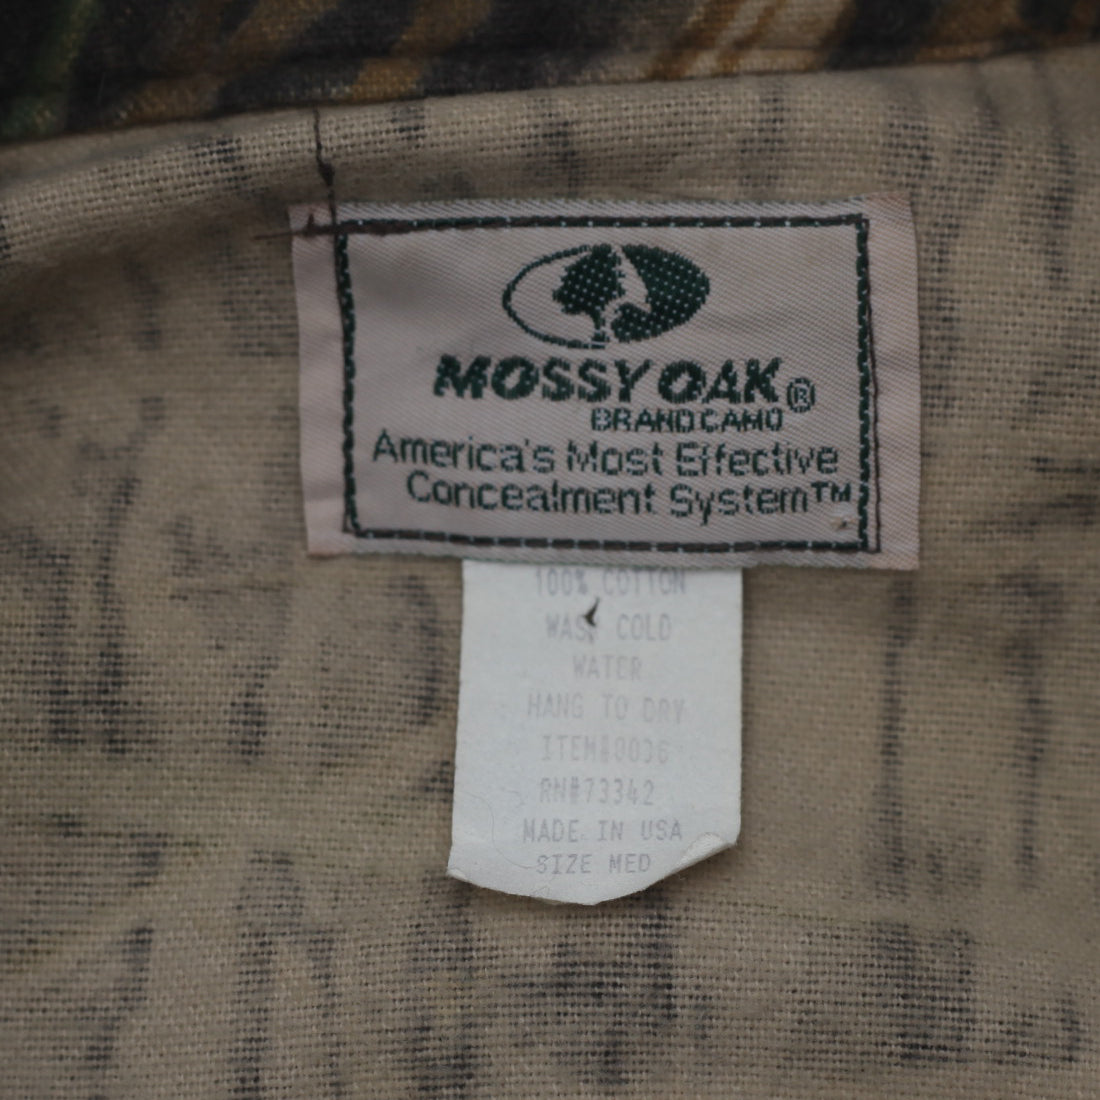 MOSSY OAK®
BRAND CAMO
America's Most Effective
Concealment System™
100% COTTON
WASH COLD
WATER
HANG TO DRY
ITEM#0036
RN#73342
MADE IN USA
SIZE MED